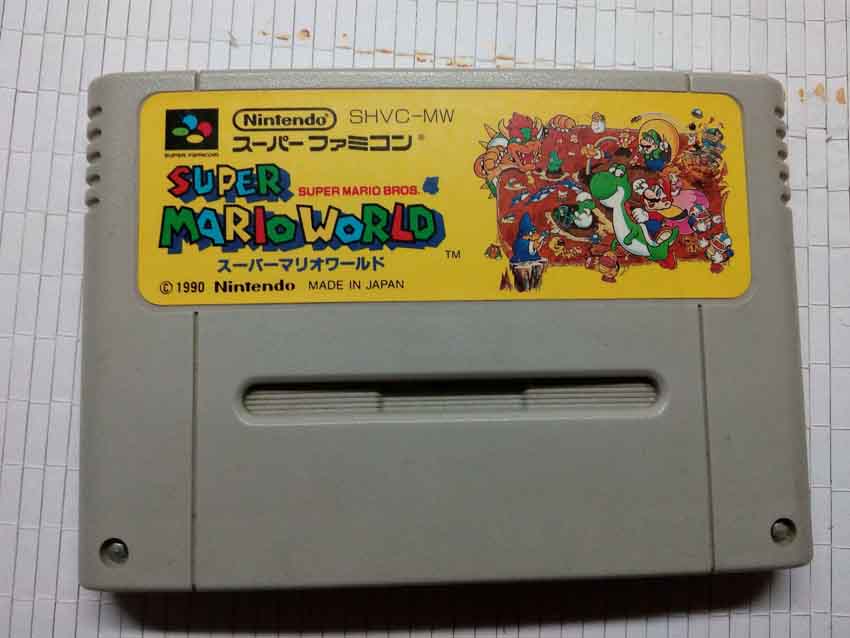 Nintendo SHVC-MW
スーパーファミコン®
SUPER FAMICOM
SUPER MARIO BROS. 4
SUPER
MARIO WORLD ™
スーパーマリオワールド
© 1990 Nintendo MADE IN JAPAN